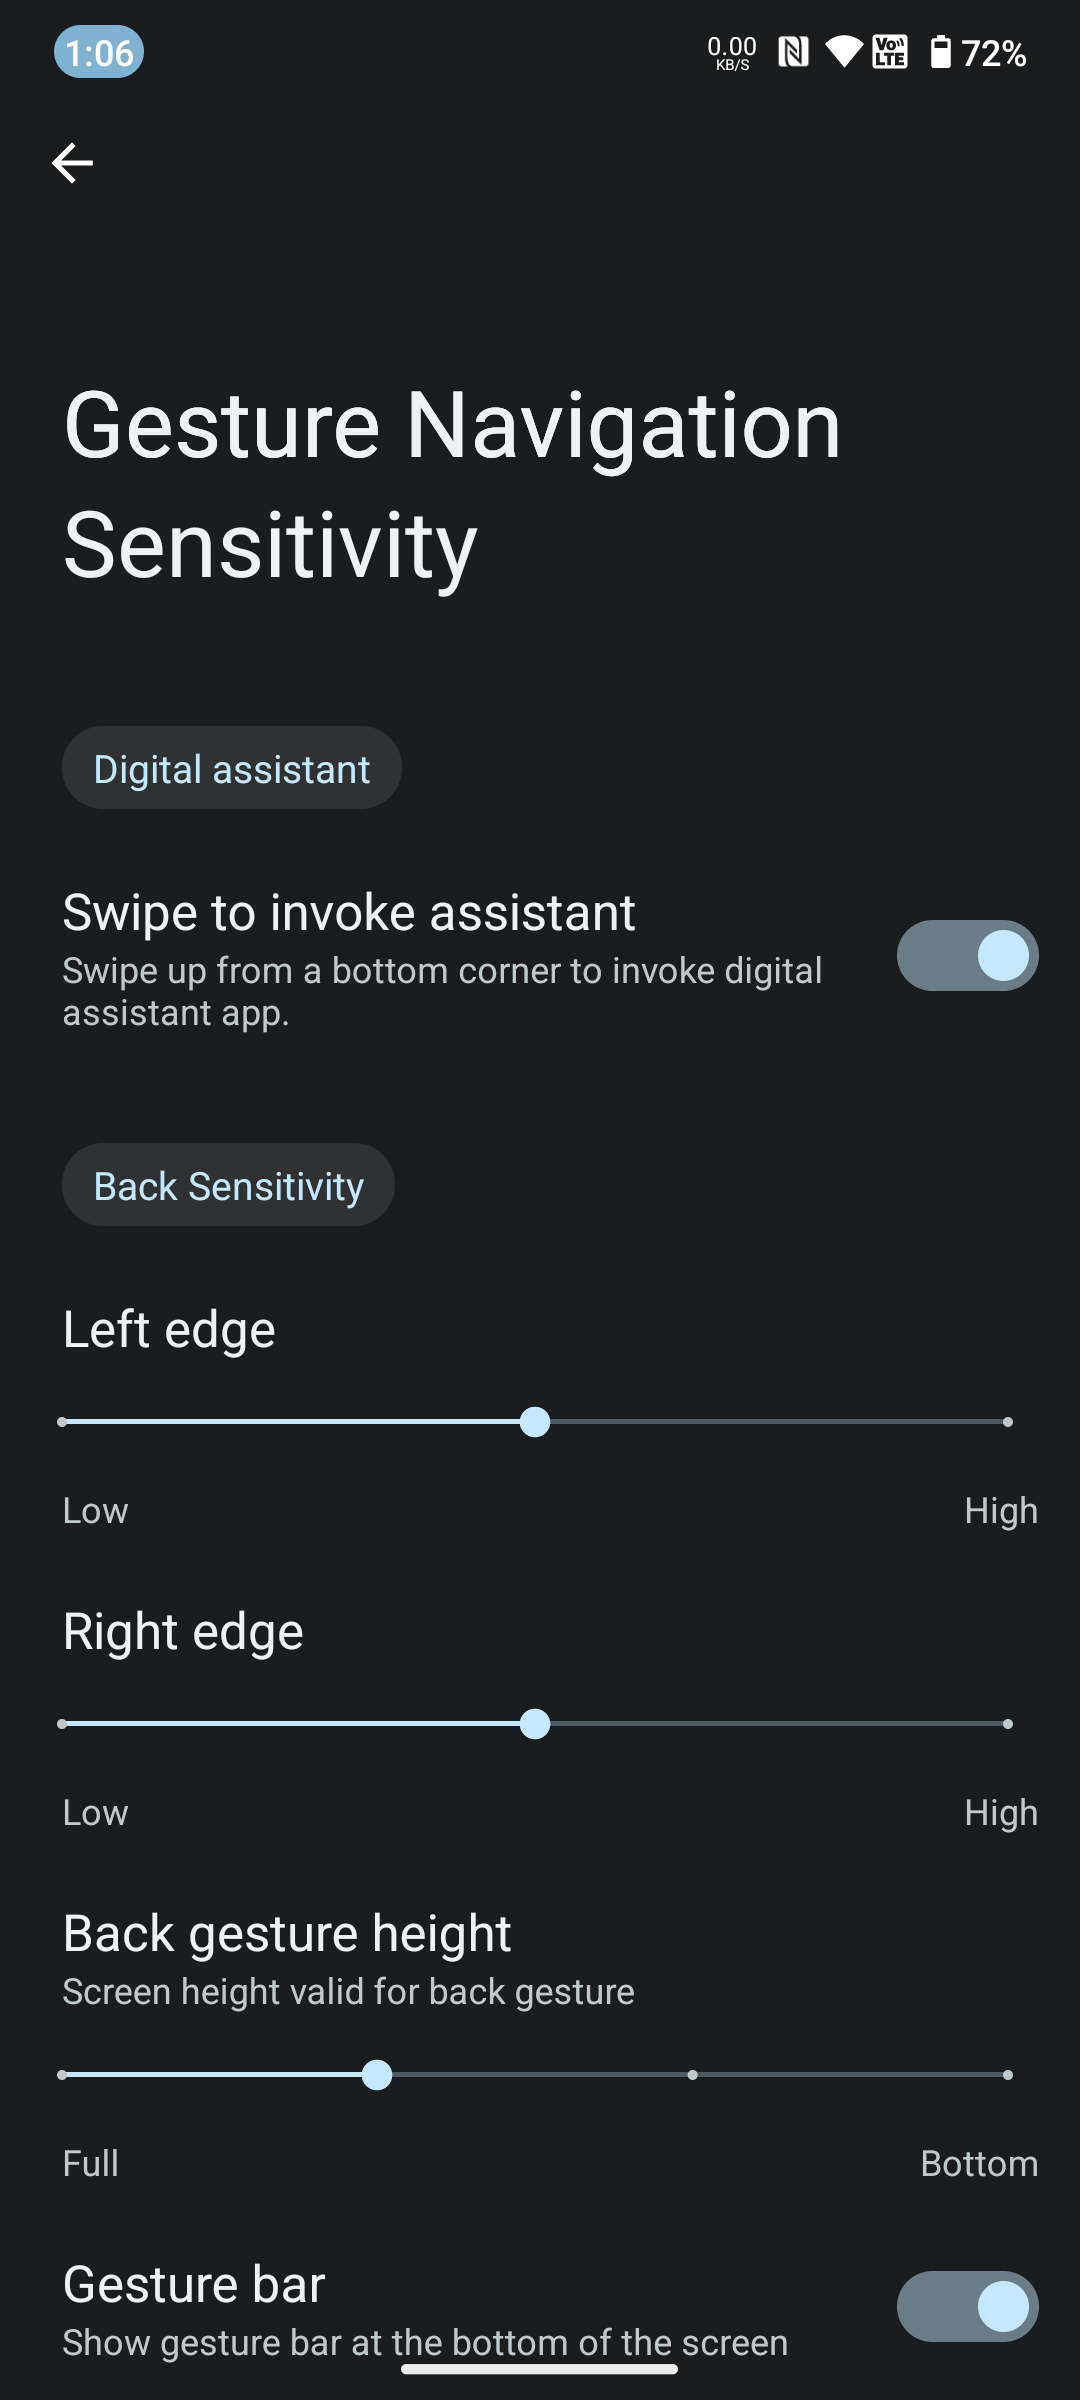 1:06
0.00
KB/S
Vo
LTE
72%
Gesture Navigation
Sensitivity
Digital assistant
Swipe to invoke assistant
Swipe up from a bottom corner to invoke digital
assistant app.
Back Sensitivity
Left edge
Low High
Right edge
Low High
Back gesture height
Screen height valid for back gesture
Full Bottom
Gesture bar
Show gesture bar at the bottom of the screen